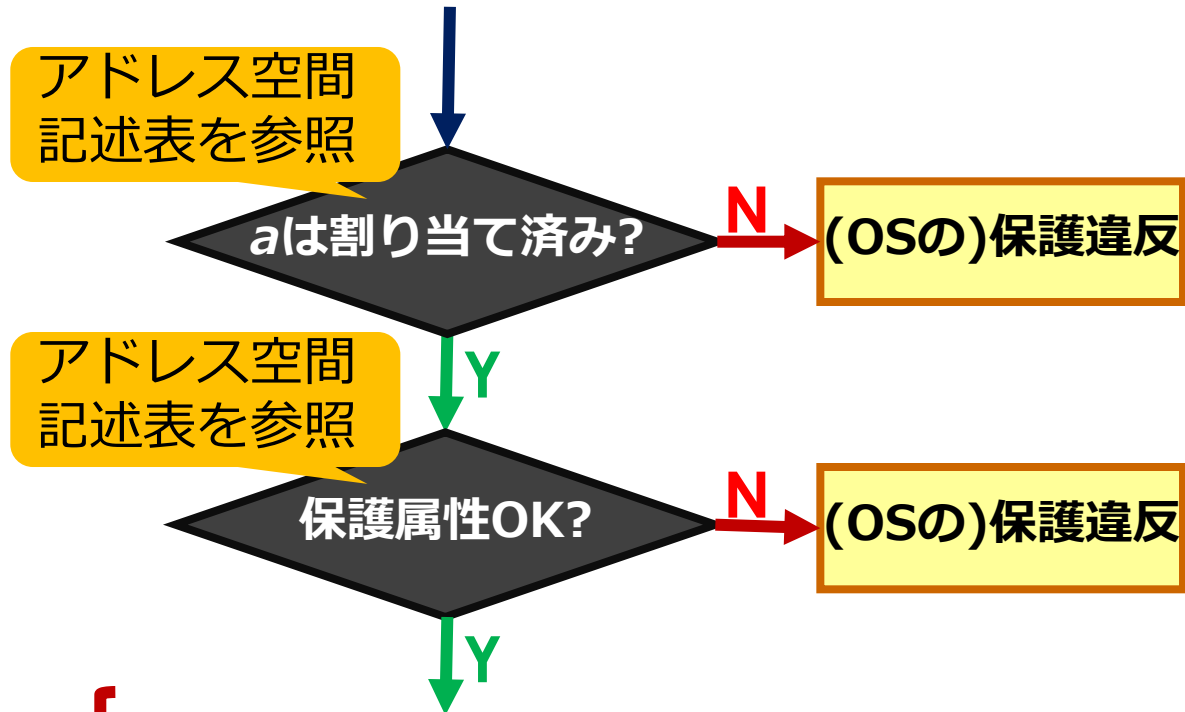 アドレス空間
記述表を参照
aは割り当て済み?
N
(OSの)保護違反
Y
アドレス空間
記述表を参照
保護属性OK?
N
(OSの)保護違反
Y